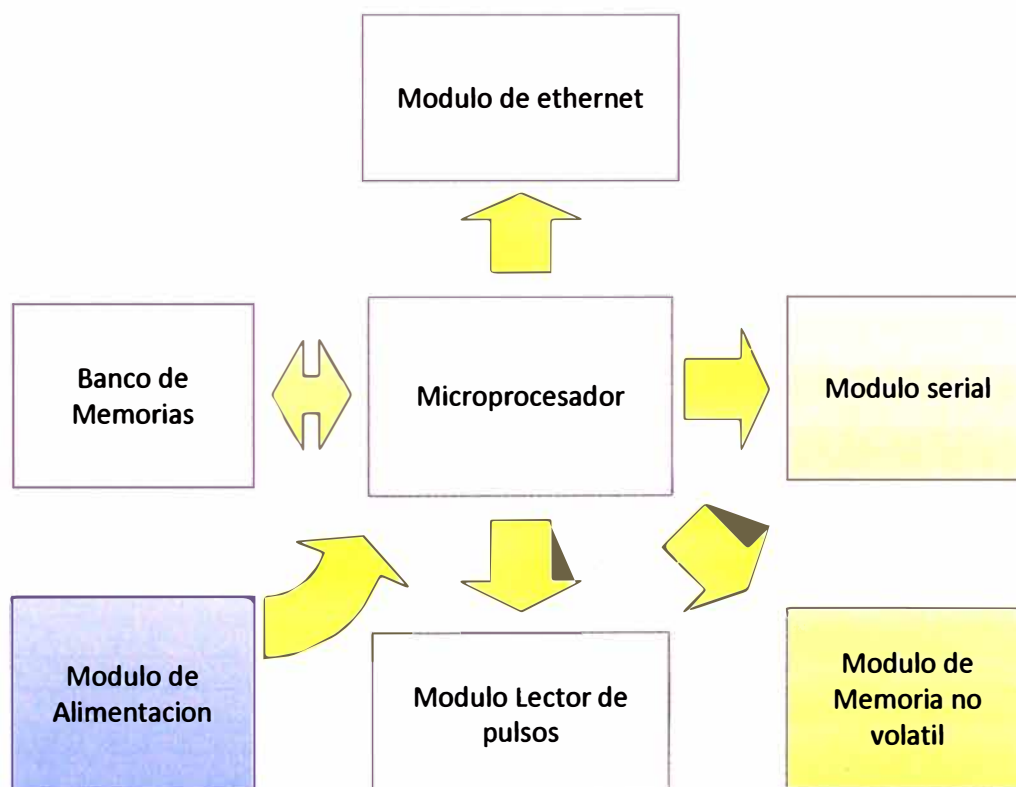 Modulo de ethernet
Banco de
Memorias
Microprocesador
Modulo serial
Modulo de
Alimentacion
Modulo Lector de
pulsos
Modulo de
Memoria no
volatil